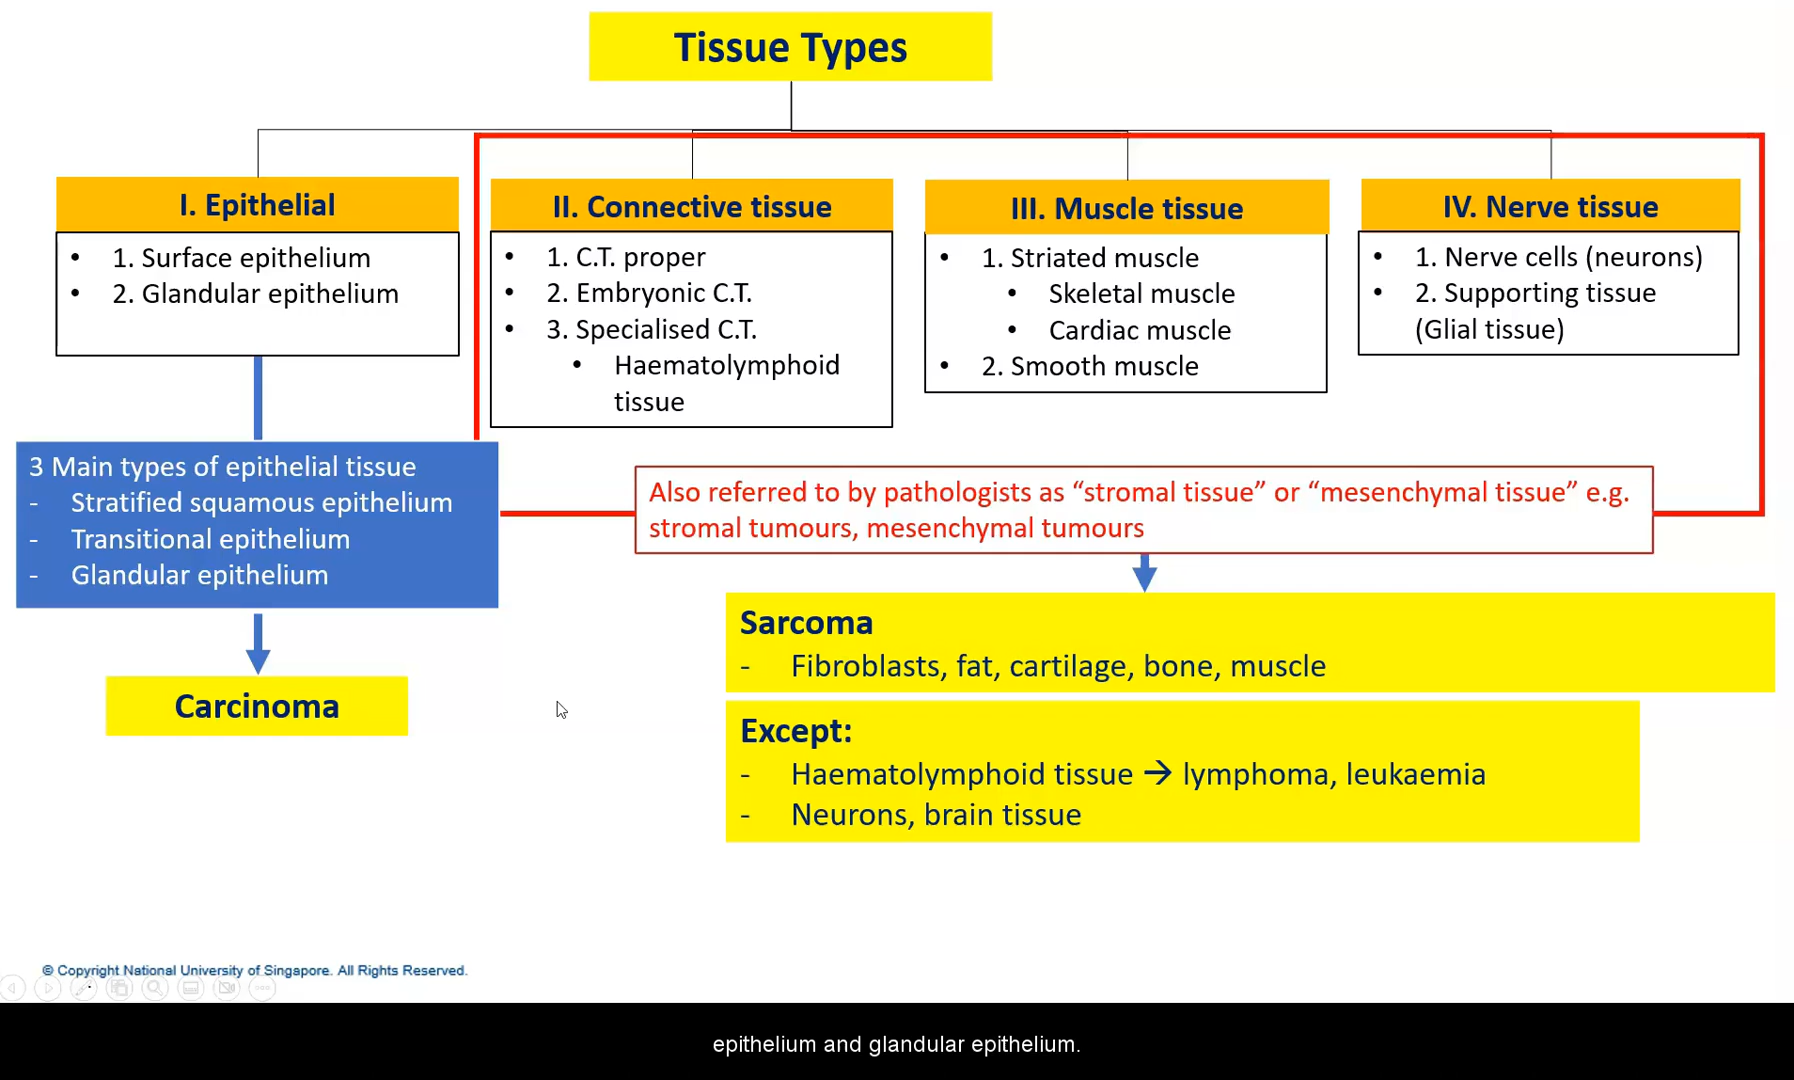 Tissue Types
I. Epithelial
• 1. Surface epithelium
• 2. Glandular epithelium
II. Connective tissue
• 1. C.T. proper
• 2. Embryonic C.T.
• 3. Specialised C.T.
• Haematolymphoid
tissue
III. Muscle tissue
• 1. Striated muscle
• Skeletal muscle
• Cardiac muscle
• 2. Smooth muscle
IV. Nerve tissue
• 1. Nerve cells (neurons)
• 2. Supporting tissue
(Glial tissue)
3 Main types of epithelial tissue
- Stratified squamous epithelium
- Transitional epithelium
- Glandular epithelium
Carcinoma
Also referred to by pathologists as “stromal tissue” or “mesenchymal tissue” e.g.
stromal tumours, mesenchymal tumours
Sarcoma
- Fibroblasts, fat, cartilage, bone, muscle
Except:
- Haematolymphoid tissue → lymphoma, leukaemia
- Neurons, brain tissue
© Copyright National University of Singapore. All Rights Reserved.
epithelium and glandular epithelium.